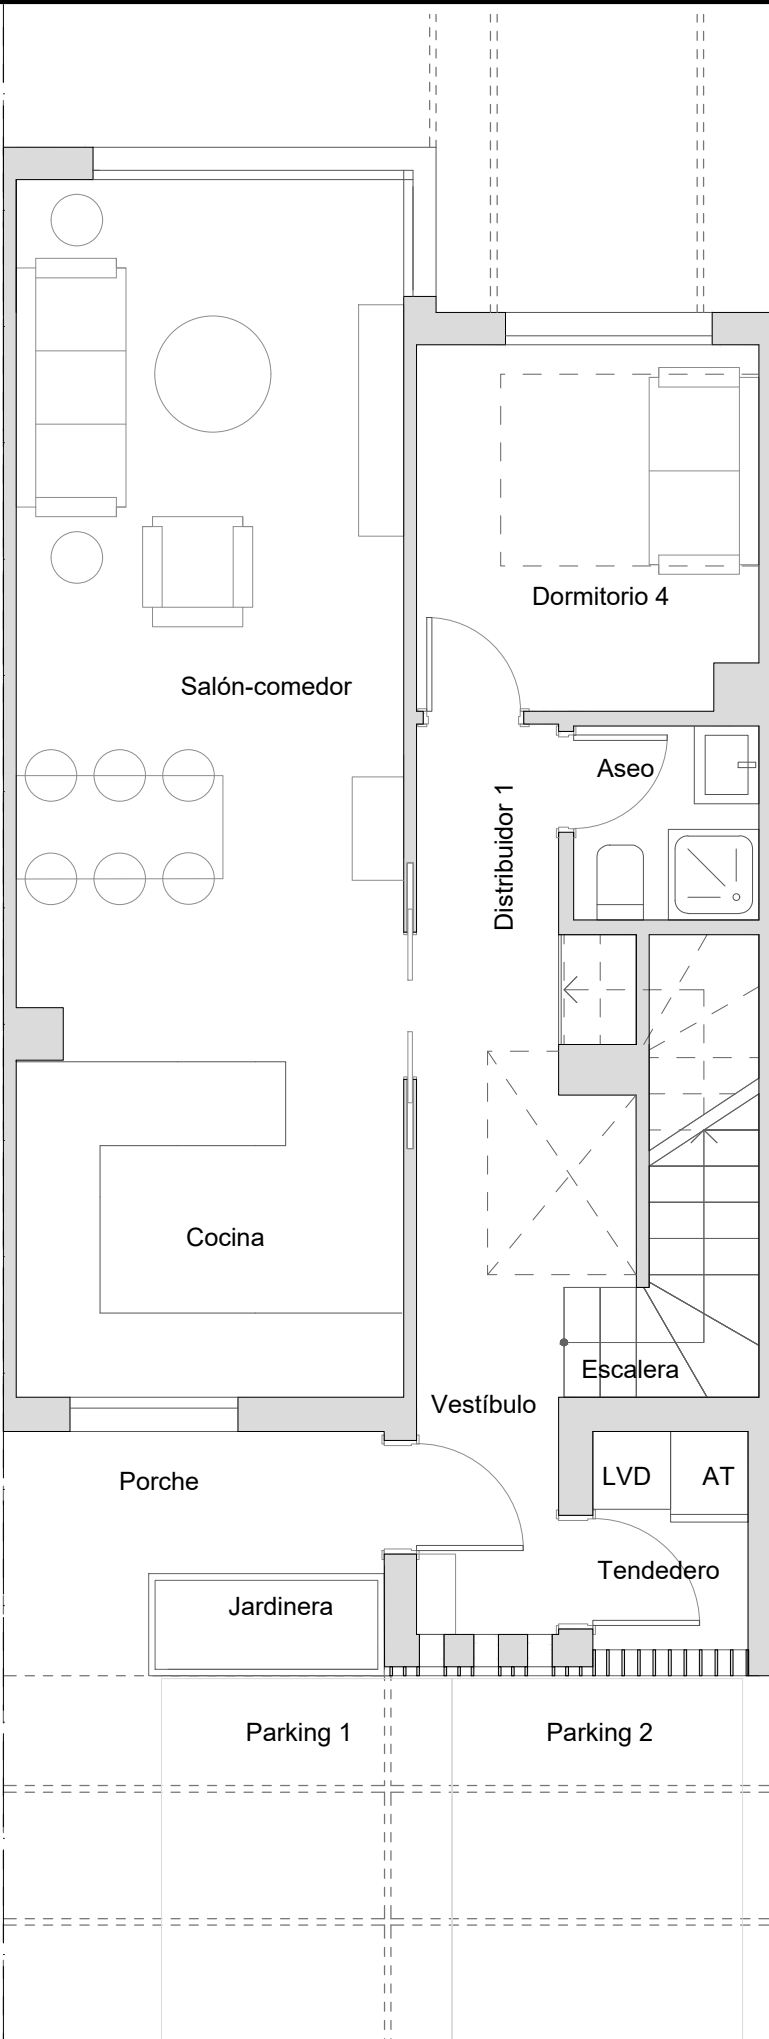 Dormitorio 4
Salón-comedor
Aseo
Distribuidor 1
Cocina
Escalera
Vestíbulo
Porche
LVD
AT
Tendedero
Jardinera
Parking 1
Parking 2